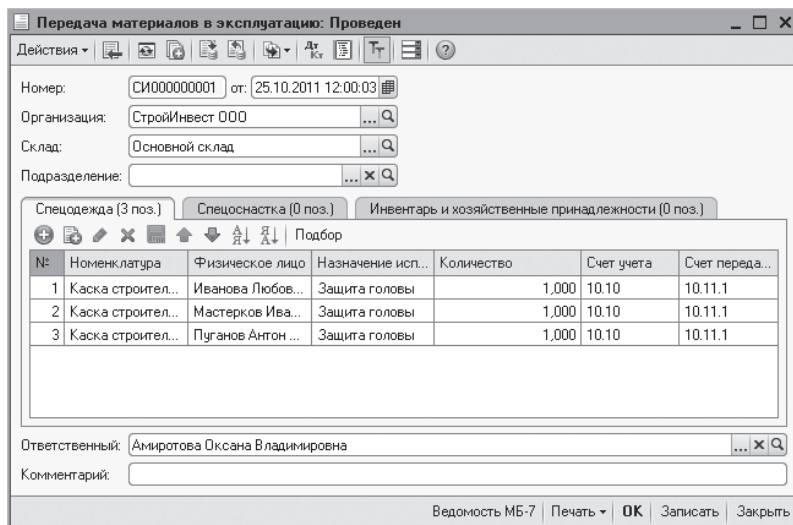 Передача материалов в эксплуатацию: Проведен
Действия Дт Кт Тт
Номер: СИ000000001 от: 25.10.2011 12:00:03
Организация: СтройИнвест ООО ...
Склад: Основной склад ...
Подразделение: ...
Спецодежда (3 поз.) Спецоснастка (0 поз.) Инвентарь и хозяйственные принадлежности (0 поз.)
Подбор
№ Номенклатура Физическое лицо Назначение исп... Количество Счет учета Счет переда...
1 Каска строител... Иванова Любов... Защита головы 1,000 10.10 10.11.1
2 Каска строител... Мастерков Ива... Защита головы 1,000 10.10 10.11.1
3 Каска строител... Пуганов Антон ... Защита головы 1,000 10.10 10.11.1
Ответственный: Амиротова Оксана Владимировна ...
Комментарий:
Ведомость МБ-7 Печать OK Записать Закрыть